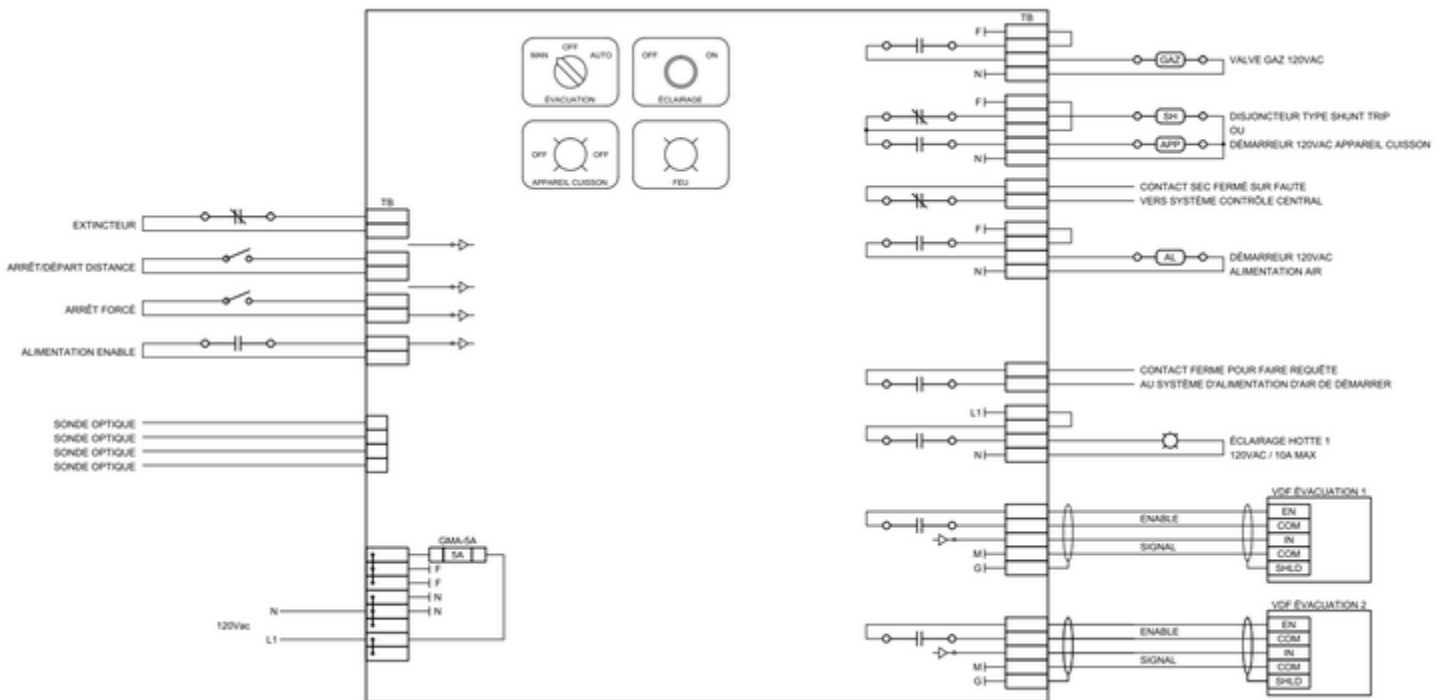 OFF
MAN AUTO
ÉVACUATION
OFF ON
ÉCLAIRAGE
OFF OFF
APPAREIL CUISSON
FEU
TB
EXTINCTEUR
ARRÊT/DÉPART DISTANCE
ARRÊT FORCÉ
ALIMENTATION ENABLE
SONDE OPTIQUE
SONDE OPTIQUE
SONDE OPTIQUE
SONDE OPTIQUE
GMA-5A
5A
F
F
N
N
N
120Vac
L1
TB
F
GAZ VALVE GAZ 120VAC
N
F
SH DISJONCTEUR TYPE SHUNT TRIP
OU
APP DÉMARREUR 120VAC APPAREIL CUISSON
N
CONTACT SEC FERMÉ SUR FAUTE
VERS SYSTÈME CONTRÔLE CENTRAL
F
AL DÉMARREUR 120VAC
N ALIMENTATION AIR
CONTACT FERME POUR FAIRE REQUÊTE
AU SYSTÈME D'ALIMENTATION D'AIR DE DÉMARRER
L1
ÉCLAIRAGE HOTTE 1
N 120VAC / 10A MAX
VDF ÉVACUATION 1
EN
ENABLE
COM
IN
SIGNAL
M COM
G SHLD
VDF ÉVACUATION 2
EN
ENABLE
COM
IN
SIGNAL
M COM
G SHLD